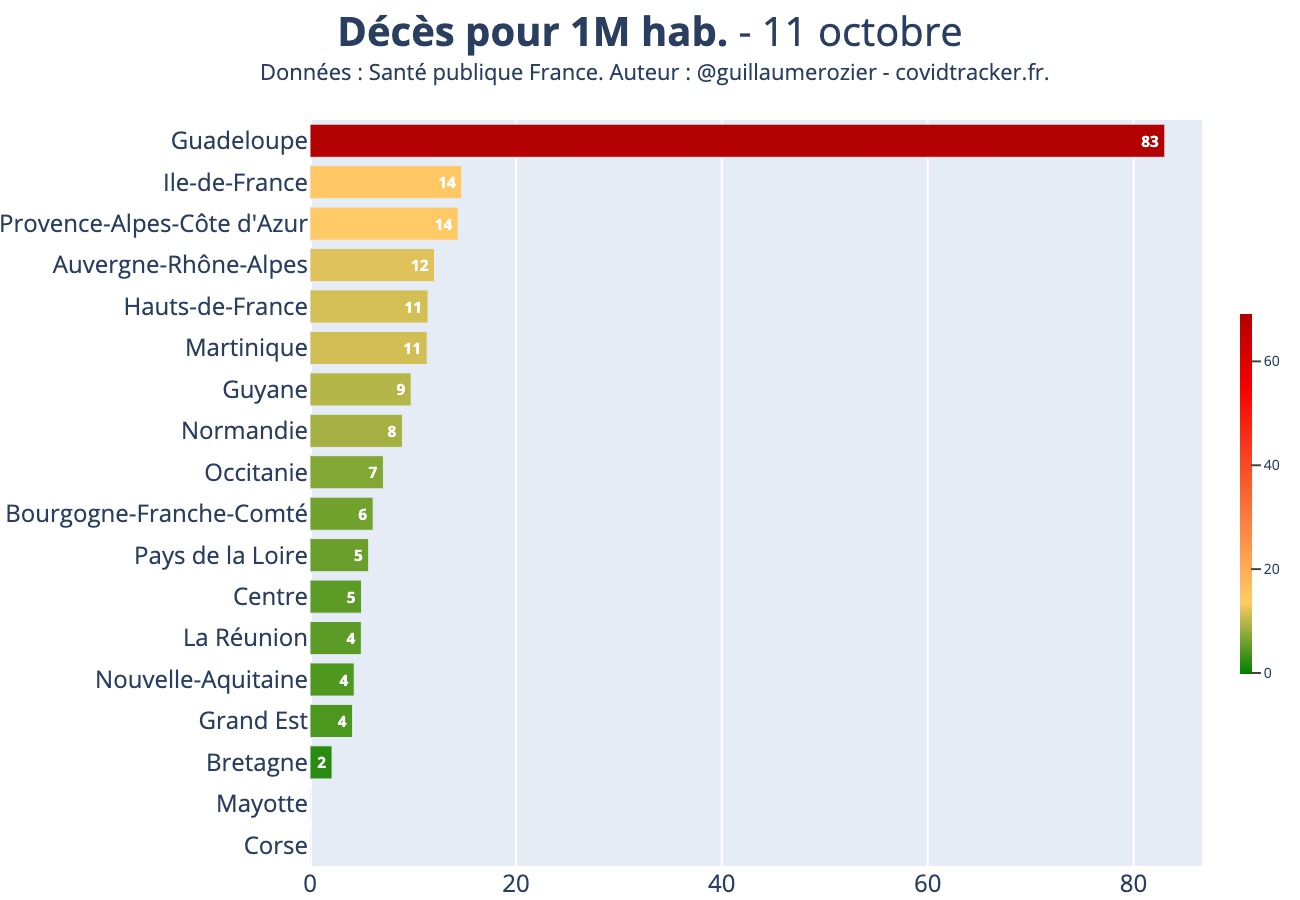 Décès pour 1M hab. - 11 octobre
Données : Santé publique France. Auteur : @guillaumerozier - covidtracker.fr.
Guadeloupe 83
Ile-de-France 14
Provence-Alpes-Côte d'Azur 14
Auvergne-Rhône-Alpes 12
Hauts-de-France 11
Martinique 11
Guyane 9
Normandie 8
Occitanie 7
Bourgogne-Franche-Comté 6
Pays de la Loire 5
Centre 5
La Réunion 4
Nouvelle-Aquitaine 4
Grand Est 4
Bretagne 2
Mayotte
Corse
0 20 40 60 80
60
40
20
0